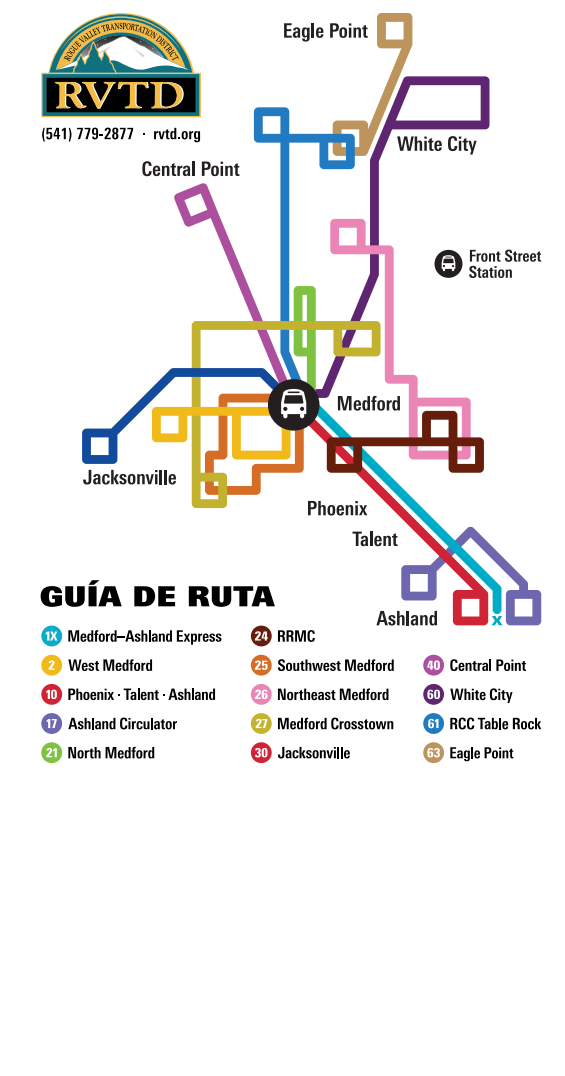 ROGUE VALLEY TRANSPORTATION DISTRICT
RVTD
(541) 779-2877 · rvtd.org
Eagle Point
White City
Central Point
Front Street
Station
Medford
Jacksonville
Phoenix
Talent
Ashland
X
GUÍA DE RUTA
1X Medford–Ashland Express
2 West Medford
10 Phoenix · Talent · Ashland
17 Ashland Circulator
21 North Medford
24 RRMC
25 Southwest Medford
26 Northeast Medford
27 Medford Crosstown
30 Jacksonville
40 Central Point
60 White City
61 RCC Table Rock
63 Eagle Point